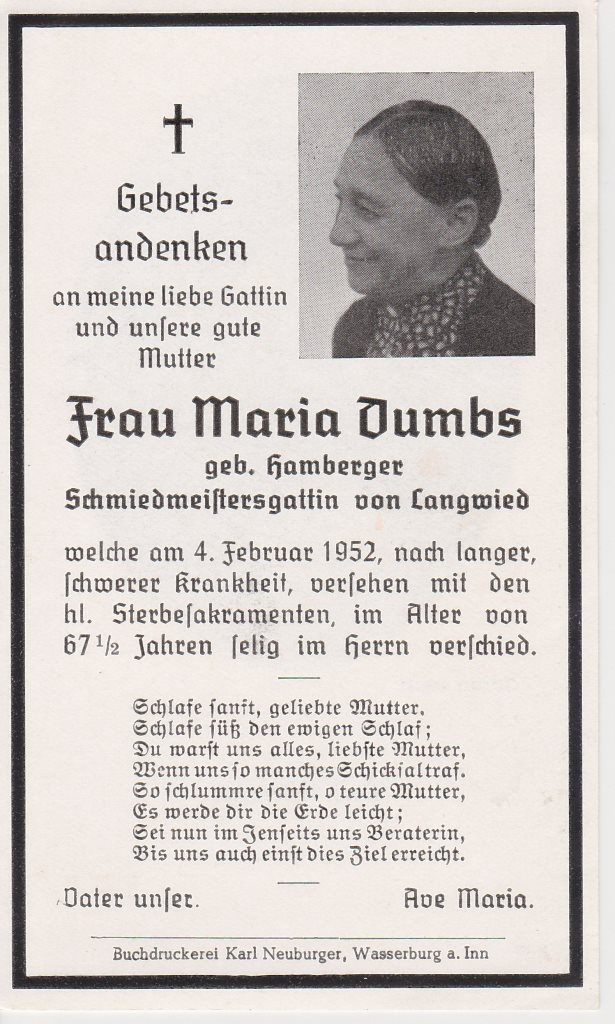 Gebets-
andenken
an meine liebe Gattin
und unsere gute
Mutter
Frau Maria Dumbs
geb. Hamberger
Schmiedmeistersgattin von Langwied
welche am 4. Februar 1952, nach langer,
schwerer Krankheit, versehen mit den
hl. Sterbesakramenten, im Alter von
67 1/2 Jahren selig im Herrn verschied.
Schlafe sanft, geliebte Mutter,
Schlafe süß den ewigen Schlaf;
Du warst uns alles, liebste Mutter,
Wenn uns so manches Schicksal traf.
So schlummre sanft, o teure Mutter,
Es werde dir die Erde leicht;
Sei nun im Jenseits uns Beraterin,
Bis uns auch einst dies Ziel erreicht.
Vater unser. Ave Maria.
Buchdruckerei Karl Neuburger, Wasserburg a. Inn